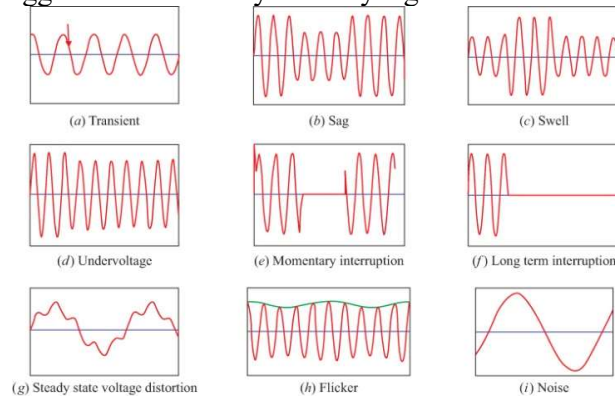 (a) Transient
(b) Sag
(c) Swell
(d) Undervoltage
(e) Momentary interruption
(f) Long term interruption
(g) Steady state voltage distortion
(h) Flicker
(i) Noise